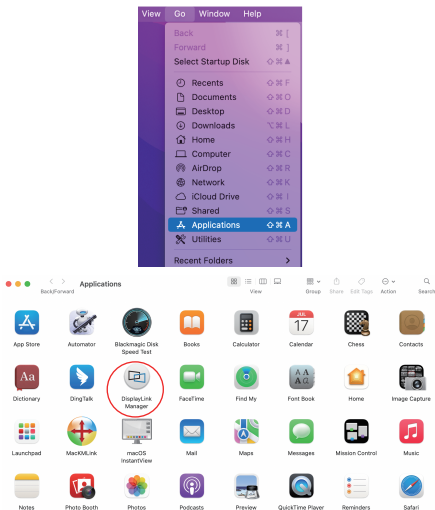 View Go Window Help
Back ⌘ [
Forward ⌘ ]
Select Startup Disk ⇧⌘▲
Recents ⇧⌘F
Documents ⇧⌘O
Desktop ⇧⌘D
Downloads ⌥⌘L
Home ⇧⌘H
Computer ⇧⌘C
AirDrop ⇧⌘R
Network ⇧⌘K
iCloud Drive ⇧⌘I
Shared ⇧⌘S
Applications ⇧⌘A
Utilities ⇧⌘U
Recent Folders >
Applications
Back/Forward View Group Share Edit Tags Action Search
JUL
17
App Store Automator Blackmagic Disk Books Calculator Calendar Chess Contacts
Speed Test
Aa
A A
A a
Dictionary DingTalk DisplayLink FaceTime Find My Font Book Home Image Capture
Manager
Launchpad MacKMLink macOS Mail Maps Messages Mission Control Music
InstantView
Notes Photo Booth Photos Podcasts Preview QuickTime Player Reminders Safari